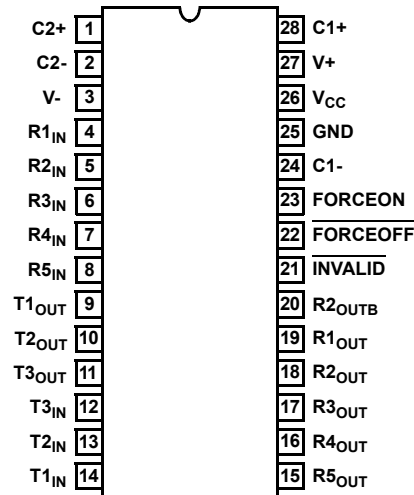 C2+ 1 28 C1+
C2- 2 27 V+
V- 3 26 VCC
R1IN 4 25 GND
R2IN 5 24 C1-
R3IN 6 23 FORCEON
R4IN 7 22 FORCEOFF
R5IN 8 21 INVALID
T1OUT 9 20 R2OUTB
T2OUT 10 19 R1OUT
T3OUT 11 18 R2OUT
T3IN 12 17 R3OUT
T2IN 13 16 R4OUT
T1IN 14 15 R5OUT